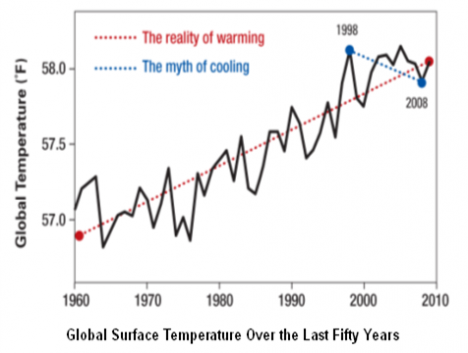 The reality of warming
The myth of cooling
1998
2008
Global Temperature (°F)
58.0
57.5
57.0
1960
1970
1980
1990
2000
2010
Global Surface Temperature Over the Last Fifty Years